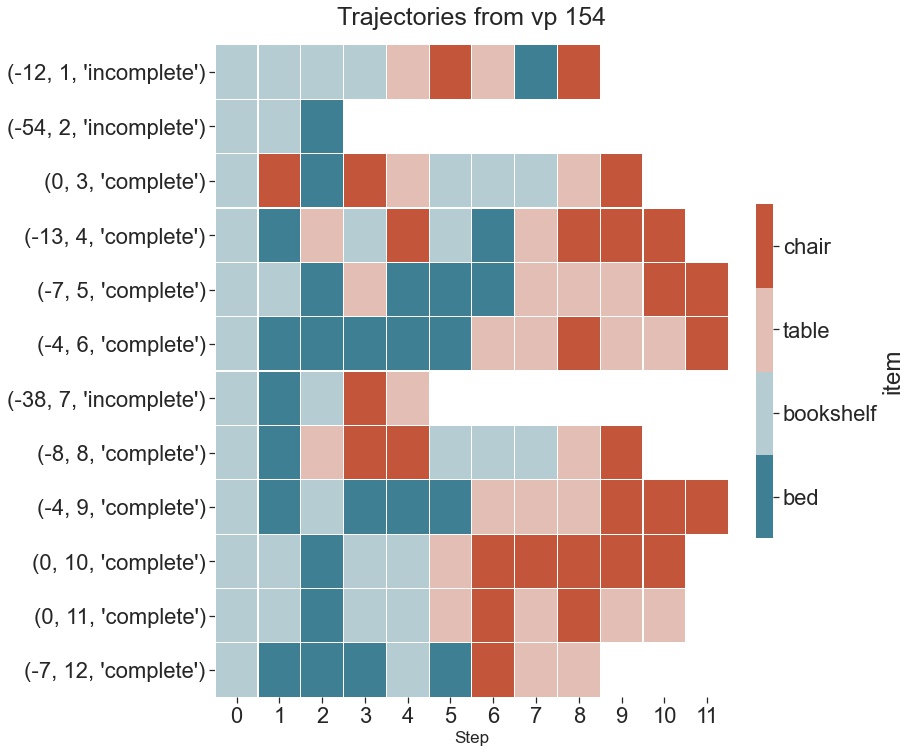 Trajectories from vp 154
(-12, 1, 'incomplete')
(-54, 2, 'incomplete')
(0, 3, 'complete')
(-13, 4, 'complete')
(-7, 5, 'complete')
(-4, 6, 'complete')
(-38, 7, 'incomplete')
(-8, 8, 'complete')
(-4, 9, 'complete')
(0, 10, 'complete')
(0, 11, 'complete')
(-7, 12, 'complete')
0 1 2 3 4 5 6 7 8 9 10 11
Step
chair
table
bookshelf
bed
item